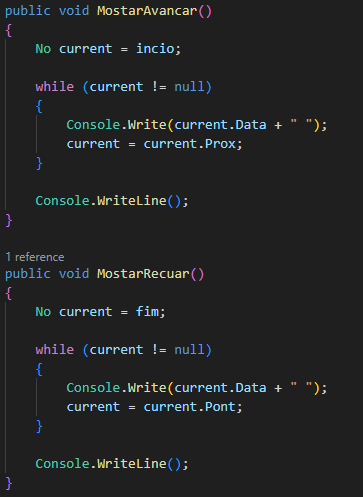 public void MostarAvancar()
{
No current = incio;
while (current != null)
{
Console.Write(current.Data + " ");
current = current.Prox;
}
Console.WriteLine();
}
1 reference
public void MostarRecuar()
{
No current = fim;
while (current != null)
{
Console.Write(current.Data + " ");
current = current.Pont;
}
Console.WriteLine();
}